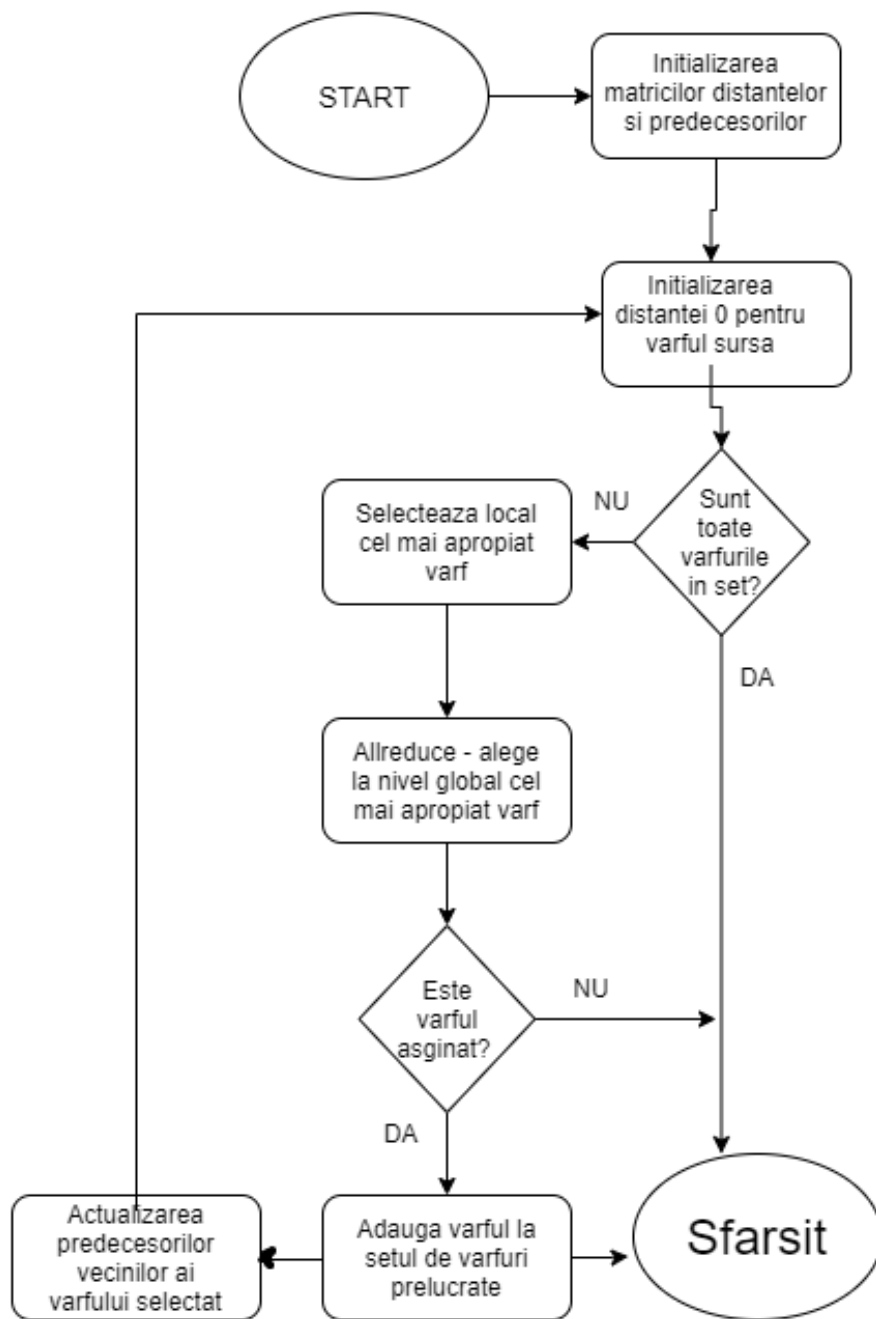 START
Initializarea
matricilor distantelor
si predecesorilor
Initializarea
distantei 0 pentru
varful sursa
NU
Sunt
toate
varfurile
in set?
Selecteaza local
cel mai apropiat
varf
DA
Allreduce - alege
la nivel global cel
mai apropiat varf
Este
varful
asginat?
NU
DA
Actualizarea
predecesorilor
vecinilor ai
varfului selectat
Adauga varful la
setul de varfuri
prelucrate
Sfarsit